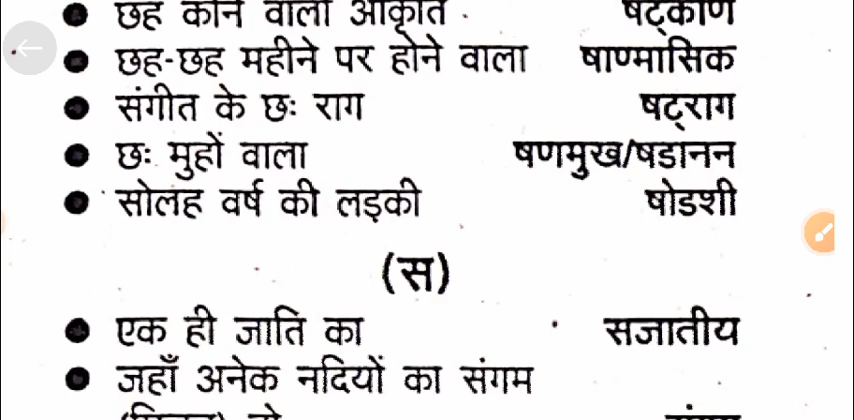 छह कोने वाली आकृति षट्कोण
छह-छह महीने पर होने वाला षाण्मासिक
संगीत के छः राग षट्राग
छः मुहों वाला षणमुख/षडानन
सोलह वर्ष की लड़की षोडशी
(स)
एक ही जाति का सजातीय
जहाँ अनेक नदियों का संगम